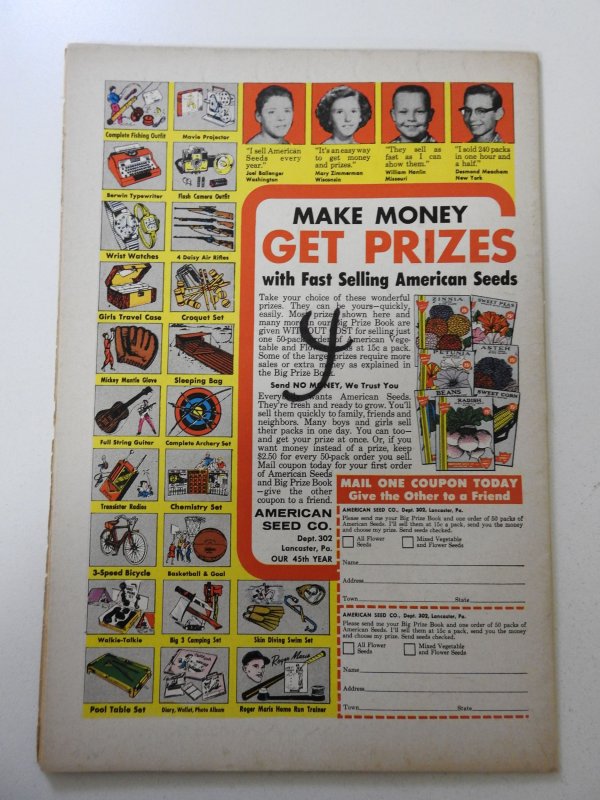 Complete Fishing Outfit
Movie Projector
Berwin Typewriter
Flash Camera Outfit
Wrist Watches
4 Daisy Air Rifles
Girls Travel Case
Croquet Set
Mickey Mantle Glove
Sleeping Bag
Full String Guitar
Complete Archery Set
Transistor Radios
Chemistry Set
3-Speed Bicycle
Basketball & Goal
Walkie-Talkie
Big 3 Camping Set
Skin Diving Swim Set
Pool Table Set
Diary, Wallet, Photo Album
Roger Maris
Roger Maris Home Run Trainer
"I sell American
Seeds every
year."
Joel Ballenger
Washington
"It's an easy way
to get money
and prizes."
Mary Zimmerman
Wisconsin
"They sell as
fast as I can
show them."
William Hanlin
Missouri
"I sold 240 packs
in one hour and
a half."
Desmond Meacham
New York
MAKE MONEY
GET PRIZES
with Fast Selling American Seeds
Take your choice of these wonderful
prizes. They can be yours—quickly,
easily. Most prizes shown here and
many more in our Big Prize Book are
given WITHOUT COST for selling just
one 50-pack order of American Vege-
table and Flower Seeds at 15c a pack.
Some of the larger prizes require more
sales or extra money as explained in
the Big Prize Book.
Send NO MONEY, We Trust You
Everyone wants American Seeds.
They're fresh and ready to grow. You'll
sell them quickly to family, friends and
neighbors. Many boys and girls sell
their packs in one day. You can too—
and get your prize at once. Or, if you
want money instead of a prize, keep
$2.50 for every 50-pack order you sell.
Mail coupon today for your first order
of American Seeds
and Big Prize Book
—give the other
coupon to a friend.
AMERICAN
SEED CO.
Dept. 302
Lancaster, Pa.
OUR 45th YEAR
ZINNIA
SWEET PEAS
PETUNIA
ASTER
BEANS
SWEET CORN
RADISH
MAIL ONE COUPON TODAY
Give the Other to a Friend
AMERICAN SEED CO., Dept. 302, Lancaster, Pa.
Please send me your Big Prize Book and one order of 50 packs of
American Seeds. I'll sell them at 15c a pack, send you the money
and choose my prize. Send seeds checked.
All Flower
Seeds
Mixed Vegetable
and Flower Seeds
Name
Address
Town State
AMERICAN SEED CO., Dept. 302, Lancaster, Pa.
Please send me your Big Prize Book and one order of 50 packs of
American Seeds. I'll sell them at 15c a pack, send you the money
and choose my prize. Send seeds checked.
All Flower
Seeds
Mixed Vegetable
and Flower Seeds
Name
Address
Town State